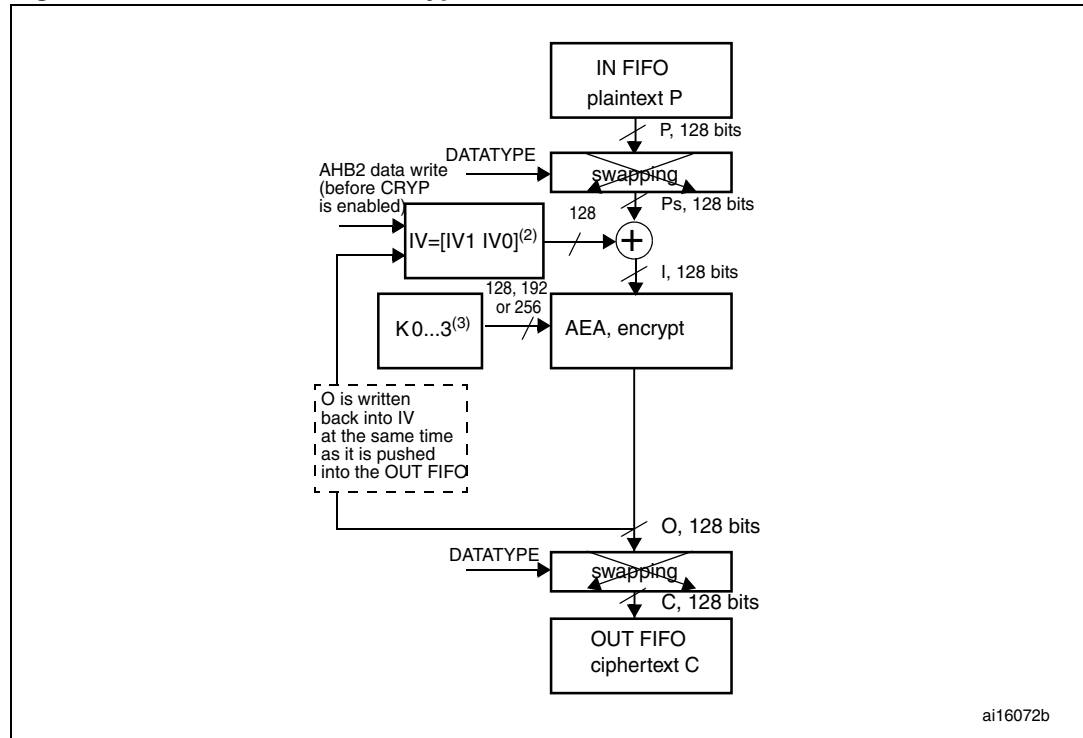 IN FIFO
plaintext P
P, 128 bits
DATATYPE
swapping
AHB2 data write
(before CRYP
is enabled)
Ps, 128 bits
128
IV=[IV1 IV0](2)
+
I, 128 bits
128, 192
or 256
K 0...3(3)
AEA, encrypt
O is written
back into IV
at the same time
as it is pushed
into the OUT FIFO
O, 128 bits
DATATYPE
swapping
C, 128 bits
OUT FIFO
ciphertext C
ai16072b